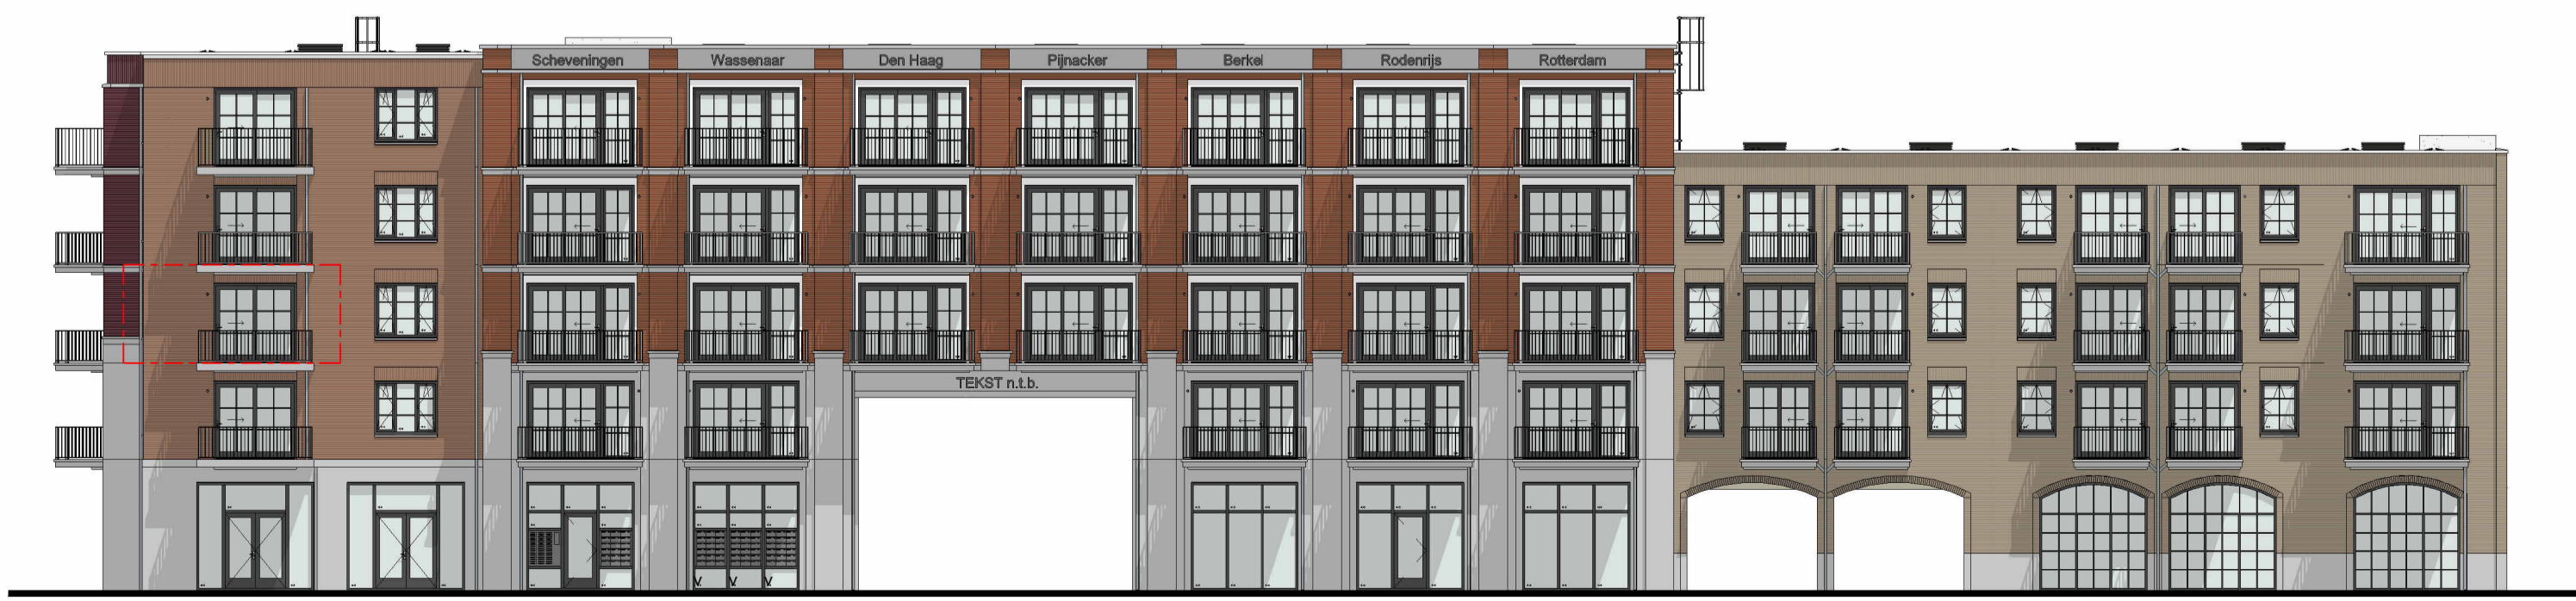 Scheveningen Wassenaar Den Haag Pijnacker Berkel Rodenrijs Rotterdam
TEKST n.t.b.